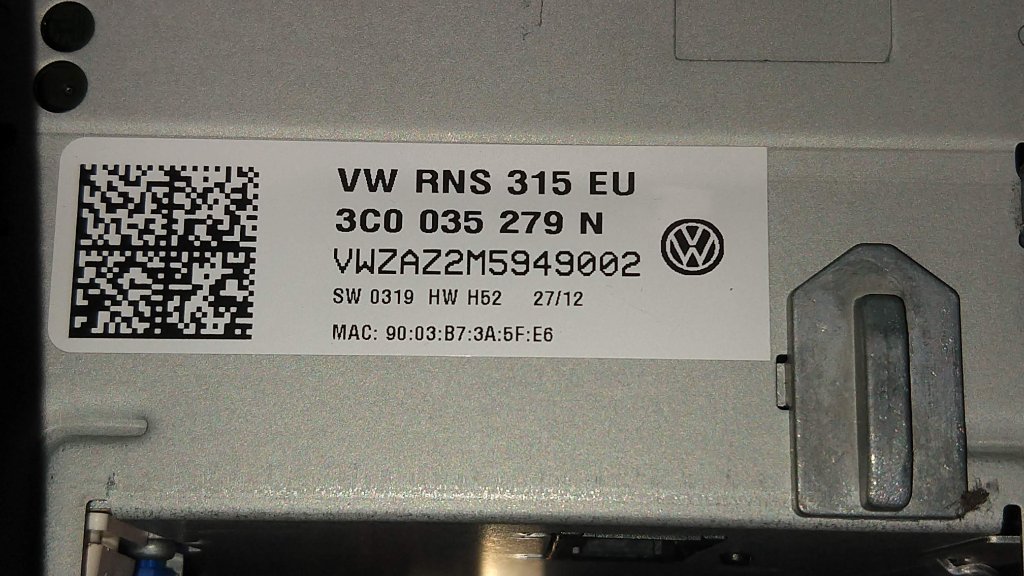 VW RNS 315 EU
3C0 035 279 N
VWZAZ2M5949002
SW 0319 HW H52 27/12
MAC: 90:03:B7:3A:5F:E6